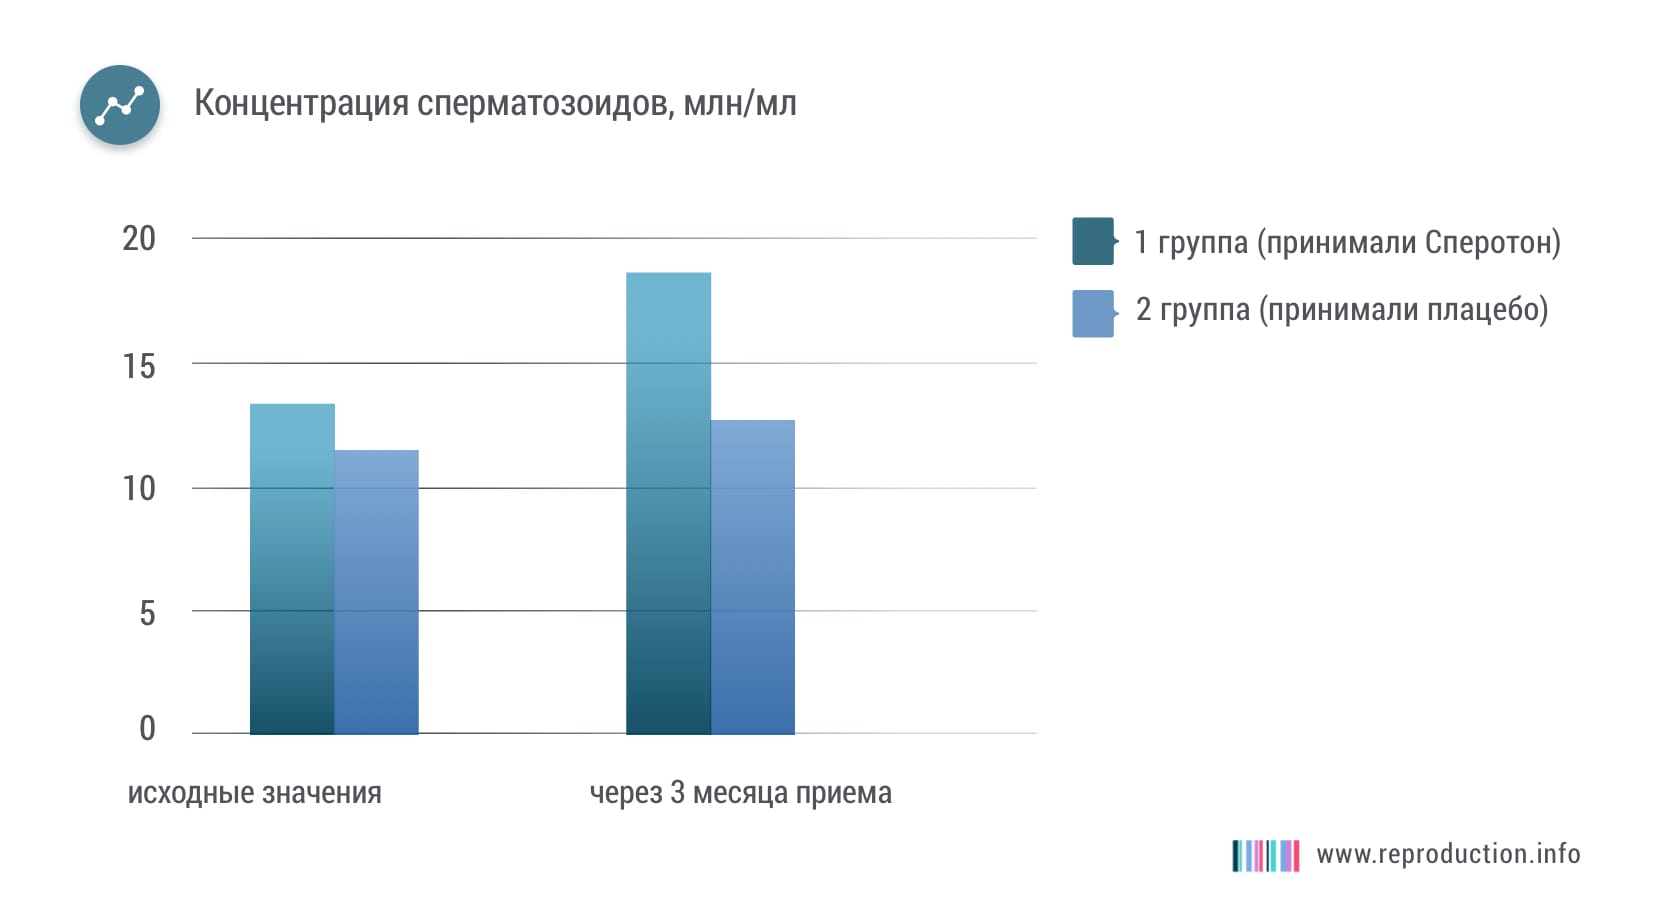 Концентрация сперматозоидов, млн/мл
20
15
10
5
0
исходные значения
через 3 месяца приема
1 группа (принимали Сперотон)
2 группа (принимали плацебо)
www.reproduction.info